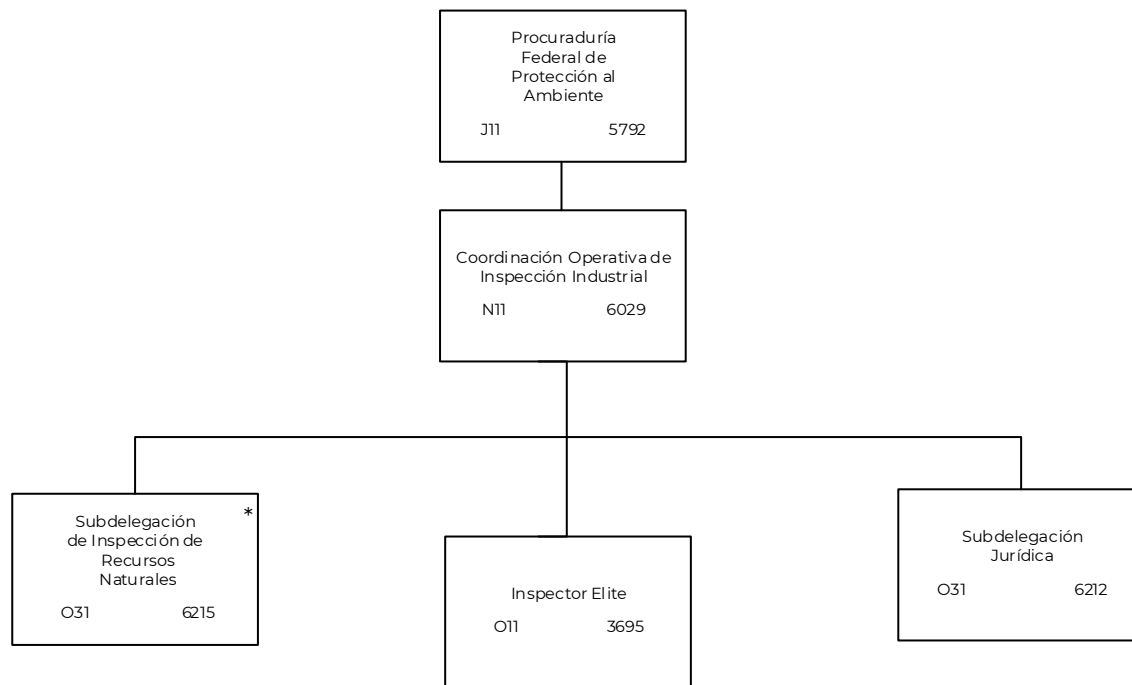 Procuraduría
Federal de
Protección al
Ambiente
J11 5792
Coordinación Operativa de
Inspección Industrial
N11 6029
Subdelegación *
de Inspección de
Recursos
Naturales
O31 6215
Inspector Elite
O11 3695
Subdelegación
Jurídica
O31 6212